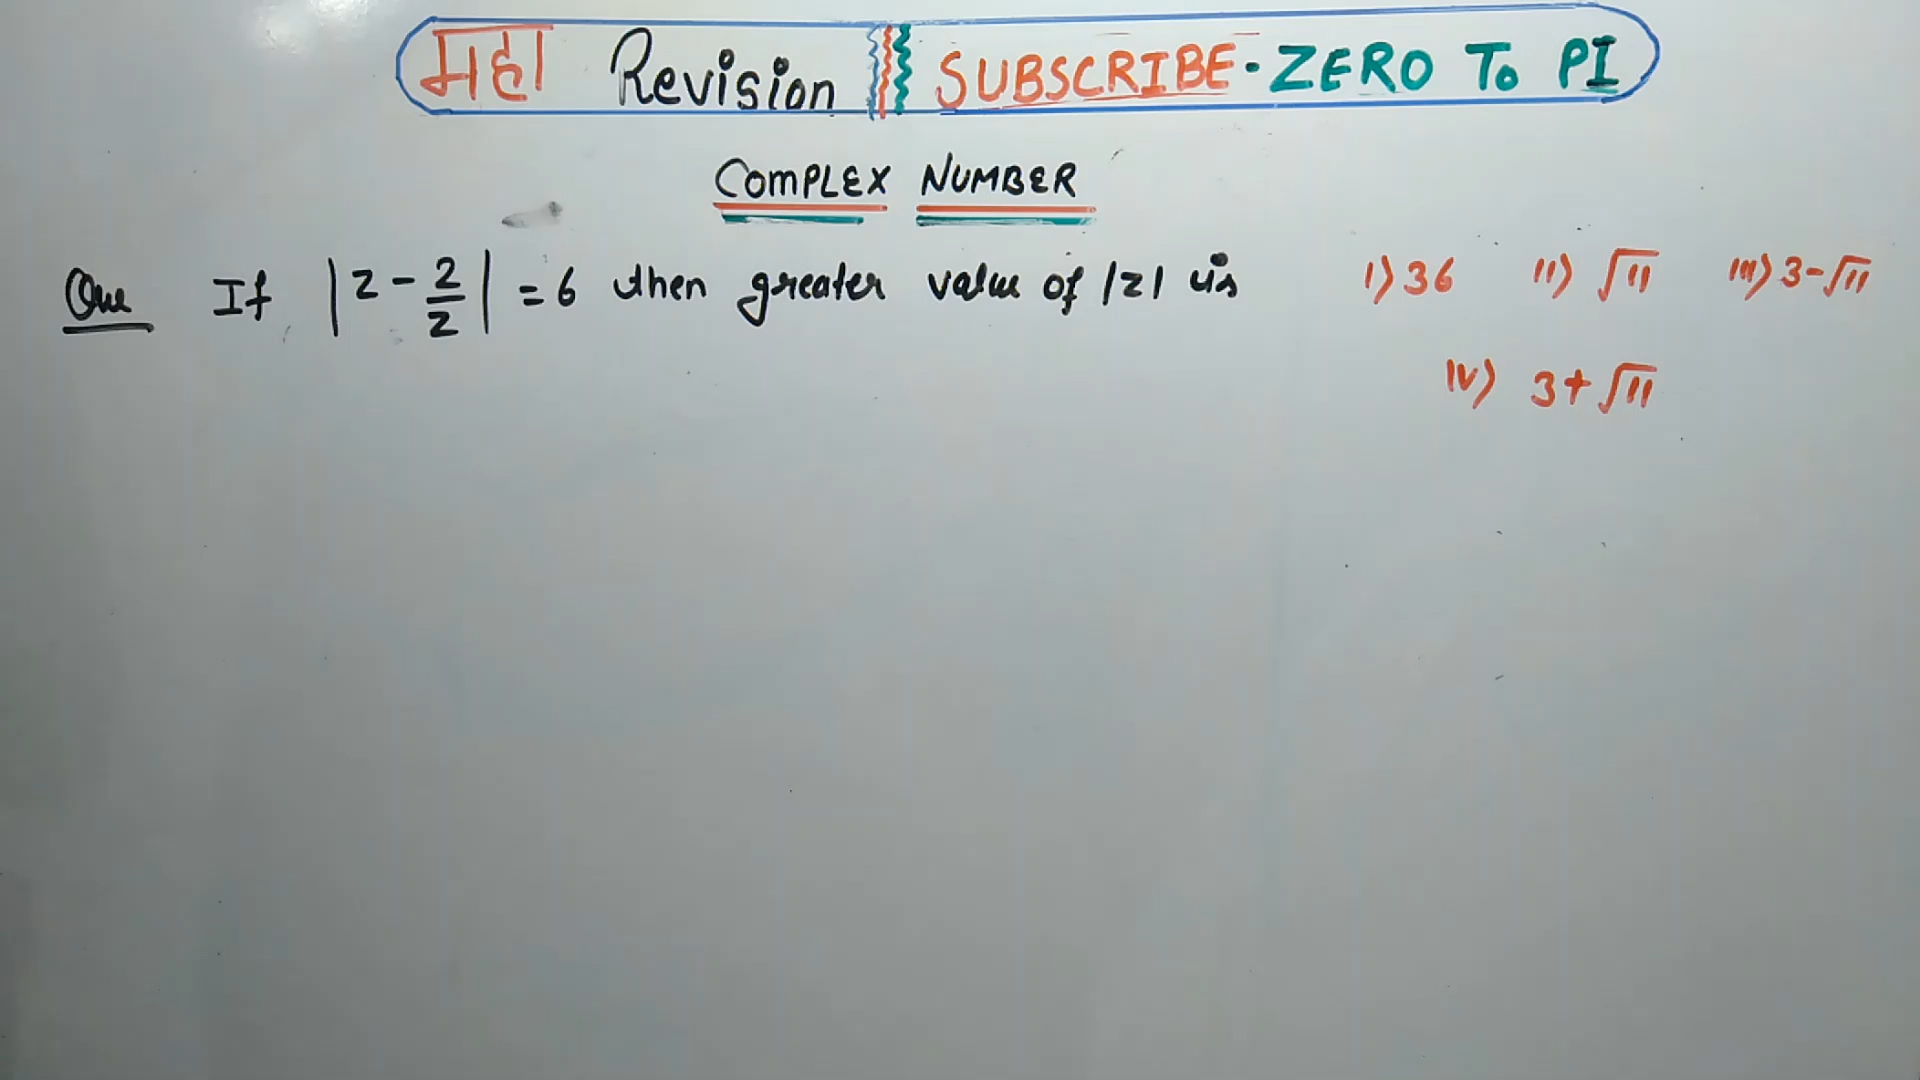 महा Revision SUBSCRIBE·ZERO To PI
COMPLEX NUMBER
Que If |z - 2/z| = 6 then greater value of |z| is I) 36 II) √11 III) 3-√11
IV) 3+√11